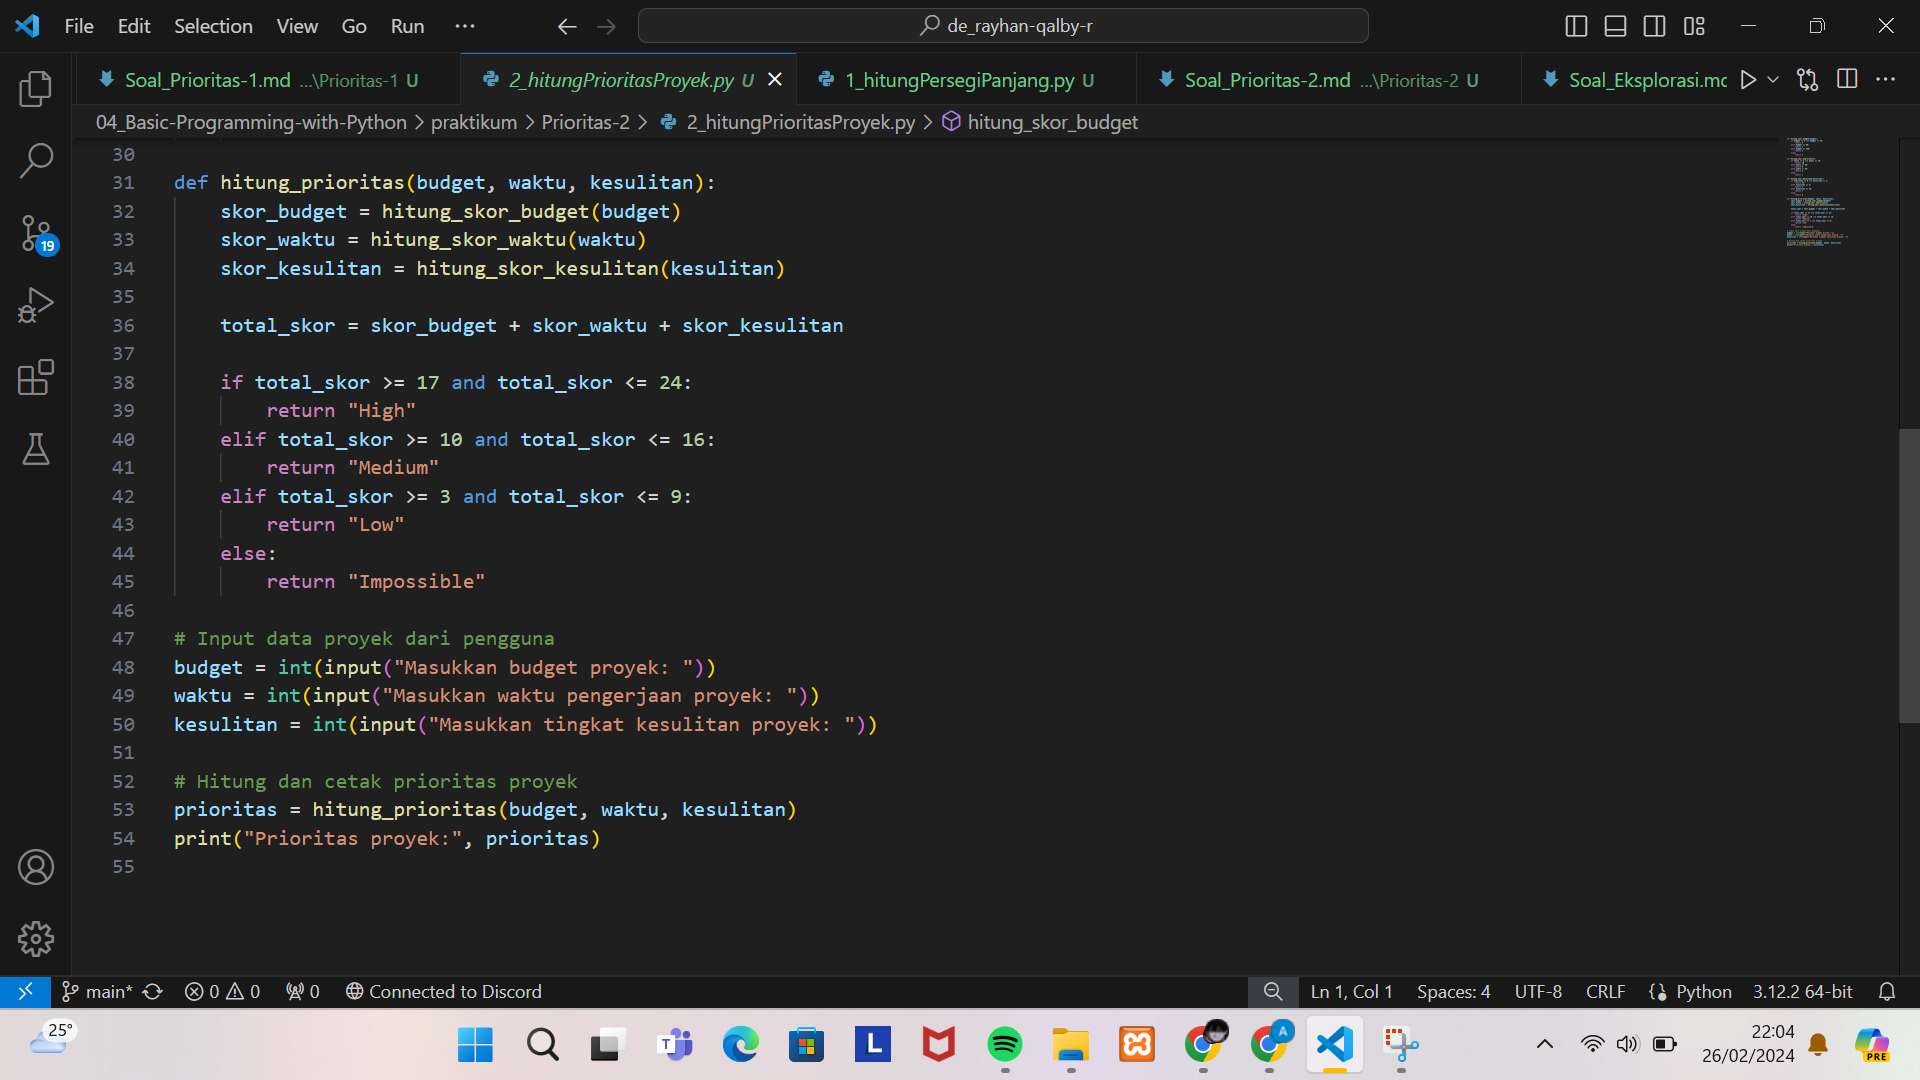 File Edit Selection View Go Run ··· de_rayhan-qalby-r
Soal_Prioritas-1.md ...\Prioritas-1 U 2_hitungPrioritasProyek.py U 1_hitungPersegiPanjang.py U Soal_Prioritas-2.md ...\Prioritas-2 U Soal_Eksplorasi.mc
04_Basic-Programming-with-Python > praktikum > Prioritas-2 > 2_hitungPrioritasProyek.py > hitung_skor_budget
30
31 def hitung_prioritas(budget, waktu, kesulitan):
32 skor_budget = hitung_skor_budget(budget)
33 skor_waktu = hitung_skor_waktu(waktu)
34 skor_kesulitan = hitung_skor_kesulitan(kesulitan)
35
36 total_skor = skor_budget + skor_waktu + skor_kesulitan
37
38 if total_skor >= 17 and total_skor <= 24:
39 return "High"
40 elif total_skor >= 10 and total_skor <= 16:
41 return "Medium"
42 elif total_skor >= 3 and total_skor <= 9:
43 return "Low"
44 else:
45 return "Impossible"
46
47 # Input data proyek dari pengguna
48 budget = int(input("Masukkan budget proyek: "))
49 waktu = int(input("Masukkan waktu pengerjaan proyek: "))
50 kesulitan = int(input("Masukkan tingkat kesulitan proyek: "))
51
52 # Hitung dan cetak prioritas proyek
53 prioritas = hitung_prioritas(budget, waktu, kesulitan)
54 print("Prioritas proyek:", prioritas)
55
19
main* 0 0 0 Connected to Discord Ln 1, Col 1 Spaces: 4 UTF-8 CRLF Python 3.12.2 64-bit
25°
T
L
A
22:04
26/02/2024
PRE